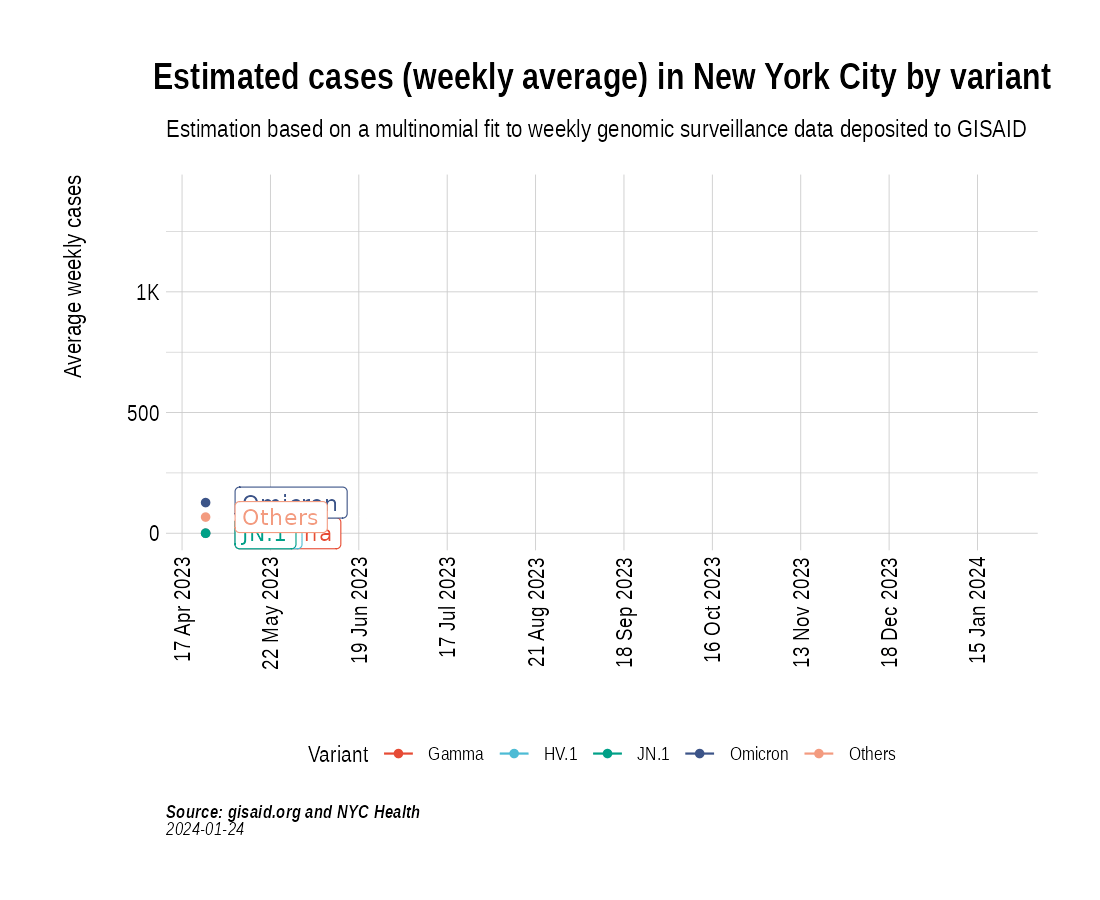 Estimated cases (weekly average) in New York City by variant
Estimation based on a multinomial fit to weekly genomic surveillance data deposited to GISAID
Average weekly cases
1K
500
0
Omicron
Others
JN.1
17 Apr 2023
22 May 2023
19 Jun 2023
17 Jul 2023
21 Aug 2023
18 Sep 2023
16 Oct 2023
13 Nov 2023
18 Dec 2023
15 Jan 2024
Variant
Gamma
HV.1
JN.1
Omicron
Others
Source: gisaid.org and NYC Health
2024-01-24